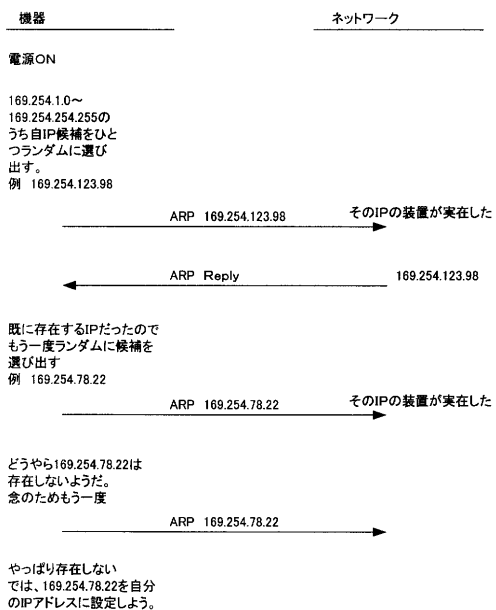 機器
ネットワーク
電源ON
169.254.1.0～
169.254.254.255の
うち自IP候補をひと
つランダムに選び
出す。
例 169.254.123.98
ARP 169.254.123.98
そのIPの装置が実在した
ARP Reply
169.254.123.98
既に存在するIPだったので
もう一度ランダムに候補を
選び出す
例 169.254.78.22
ARP 169.254.78.22
そのIPの装置が実在した
どうやら169.254.78.22は
存在しないようだ。
念のためもう一度
ARP 169.254.78.22
やっぱり存在しない
では、169.254.78.22を自分
のIPアドレスに設定しよう。